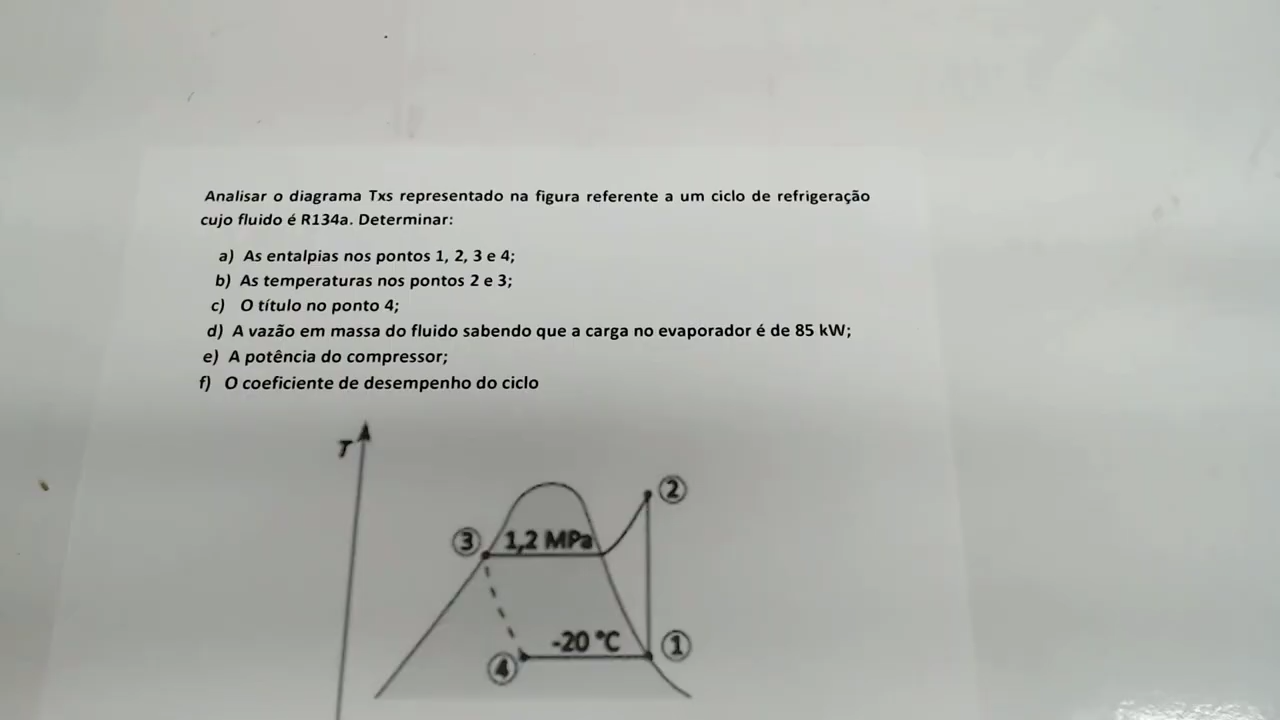 Analisar o diagrama Txs representado na figura referente a um ciclo de refrigeração
cujo fluido é R134a. Determinar:
a) As entalpias nos pontos 1, 2, 3 e 4;
b) As temperaturas nos pontos 2 e 3;
c) O título no ponto 4;
d) A vazão em massa do fluido sabendo que a carga no evaporador é de 85 kW;
e) A potência do compressor;
f) O coeficiente de desempenho do ciclo
T
2
3 1,2 MPa
-20 °C 1
4